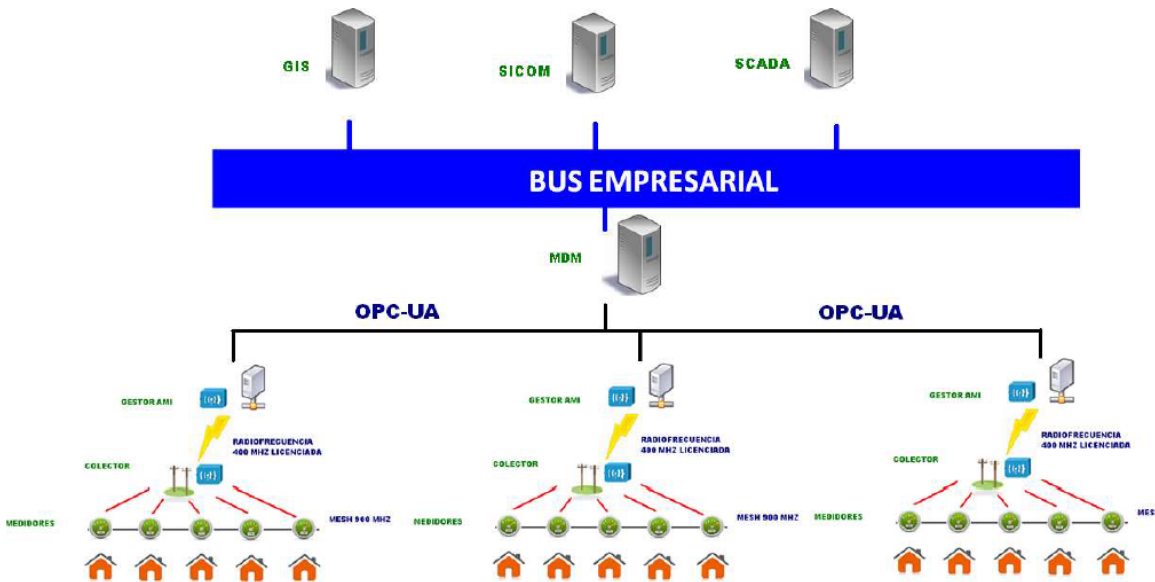 GIS
SICOM
SCADA
BUS EMPRESARIAL
MDM
OPC-UA
OPC-UA
GESTOR AMI
RADIOFRECUENCIA
400 MHZ LICENCIADA
COLECTOR
MEDIDORES
MESH 900 MHZ
GESTOR AMI
RADIOFRECUENCIA
400 MHZ LICENCIADA
COLECTOR
MEDIDORES
MESH 900 MHZ
GESTOR AMI
RADIOFRECUENCIA
400 MHZ LICENCIADA
COLECTOR
MEDIDORES
MES